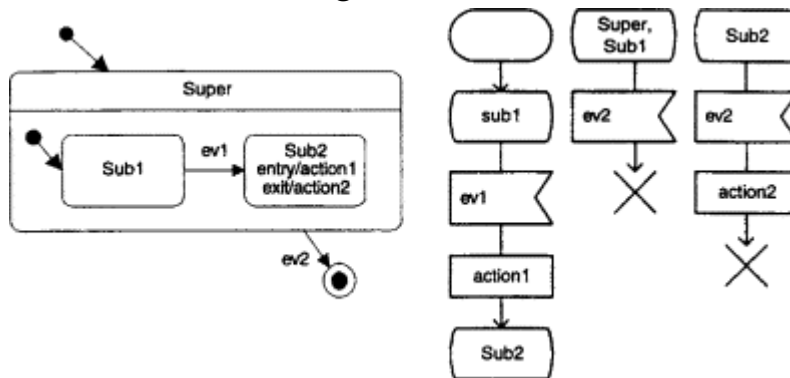 Super
Sub1
ev1
Sub2
entry/action1
exit/action2
ev2
sub1
ev1
action1
Sub2
Super,
Sub1
ev2
Sub2
ev2
action2